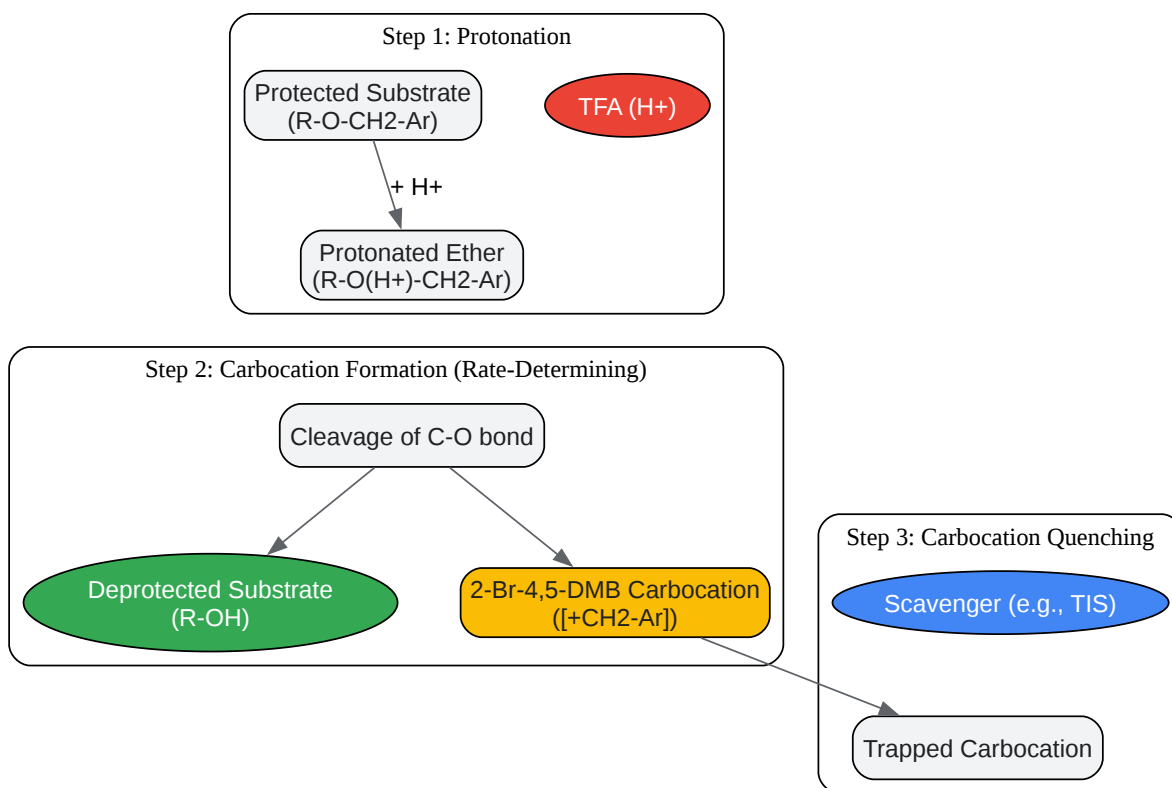 Step 1: Protonation
Protected Substrate
(R-O-CH2-Ar)
TFA (H+)
+ H+
Protonated Ether
(R-O(H+)-CH2-Ar)
Step 2: Carbocation Formation (Rate-Determining)
Cleavage of C-O bond
Deprotected Substrate
(R-OH)
2-Br-4,5-DMB Carbocation
([+CH2-Ar])
Step 3: Carbocation Quenching
Scavenger (e.g., TIS)
Trapped Carbocation